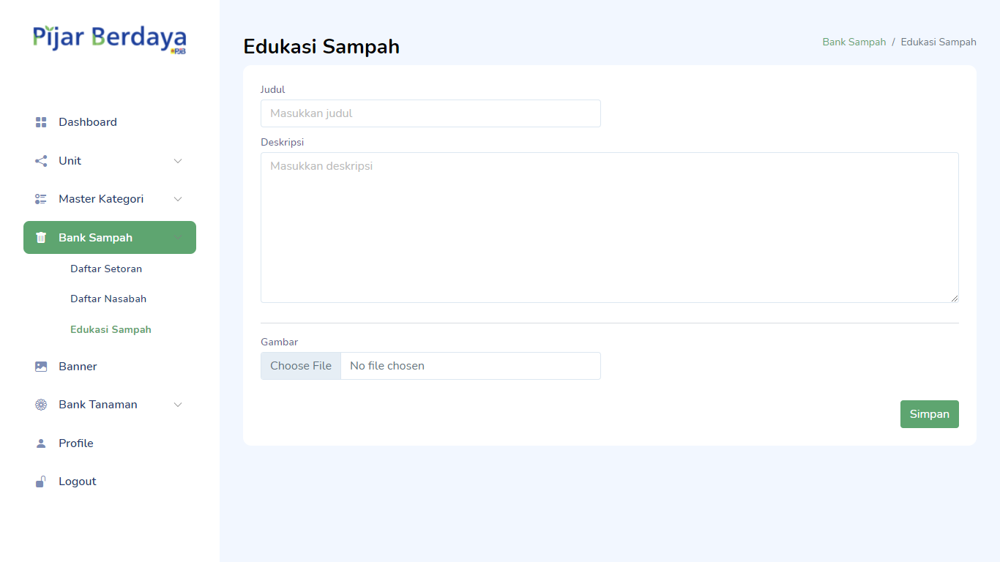 Pijar Berdaya
PJB
Dashboard
Unit
Master Kategori
Bank Sampah
Daftar Setoran
Daftar Nasabah
Edukasi Sampah
Banner
Bank Tanaman
Profile
Logout
Edukasi Sampah
Bank Sampah / Edukasi Sampah
Judul
Masukkan judul
Deskripsi
Masukkan deskripsi
Gambar
Choose File No file chosen
Simpan